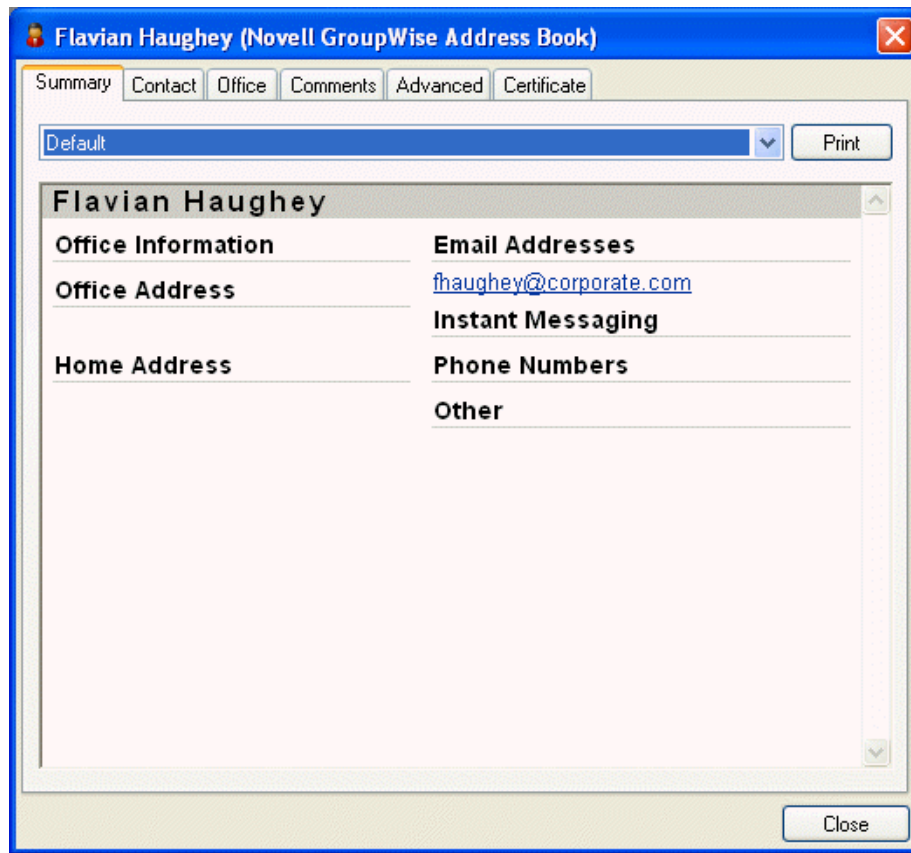 Flavian Haughey (Novell GroupWise Address Book)
Summary Contact Office Comments Advanced Certificate
Default Print
Flavian Haughey
Office Information
Office Address
Home Address
Email Addresses
fhaughey@corporate.com
Instant Messaging
Phone Numbers
Other
Close